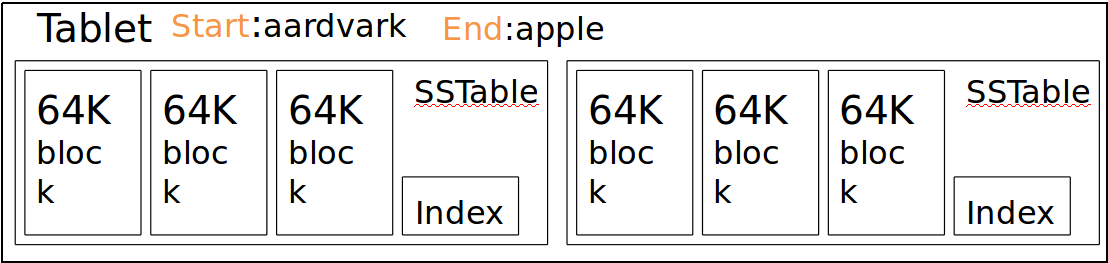 Tablet Start:aardvark End:apple
64K
bloc
k
64K
bloc
k
64K
bloc
k
SSTable
Index
64K
bloc
k
64K
bloc
k
64K
bloc
k
SSTable
Index